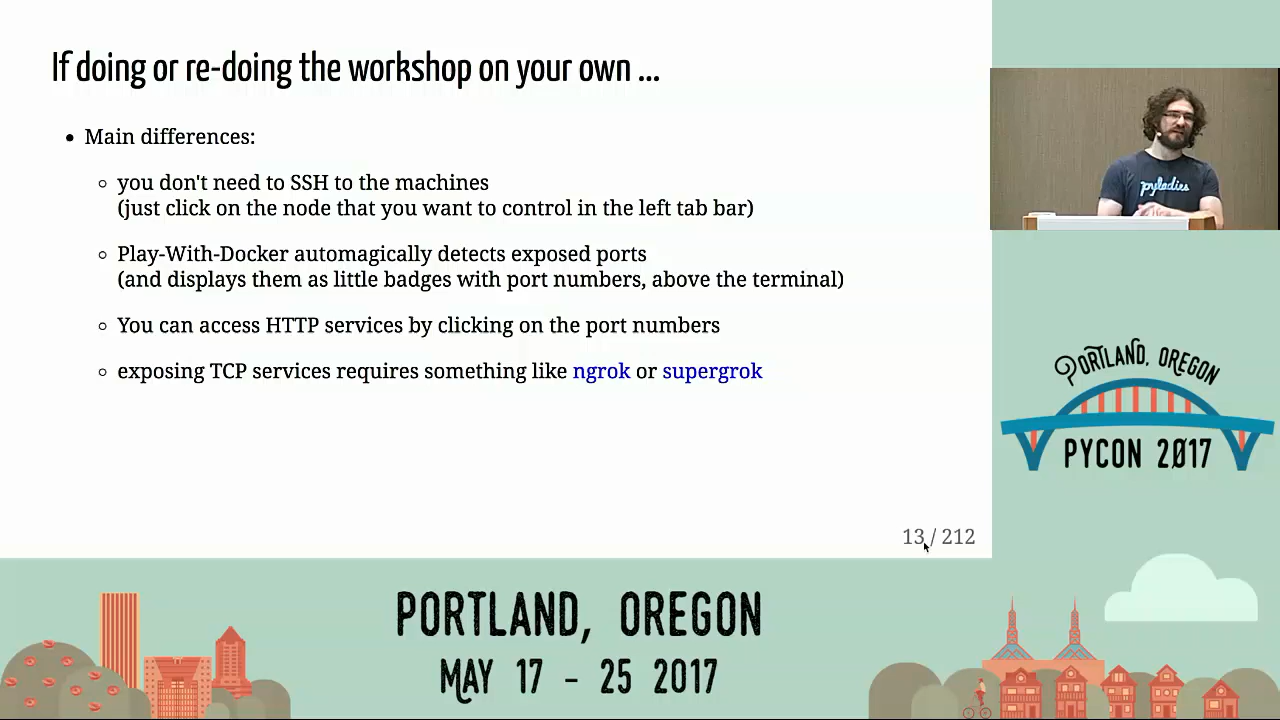 If doing or re-doing the workshop on your own ...
• Main differences:
◦ you don't need to SSH to the machines
(just click on the node that you want to control in the left tab bar)
◦ Play-With-Docker automagically detects exposed ports
(and displays them as little badges with port numbers, above the terminal)
◦ You can access HTTP services by clicking on the port numbers
◦ exposing TCP services requires something like ngrok or supergrok
13 / 212
pyladies
PORTLAND, OREGON
PYCON 2017
PORTLAND, OREGON
MAY 17 - 25 2017